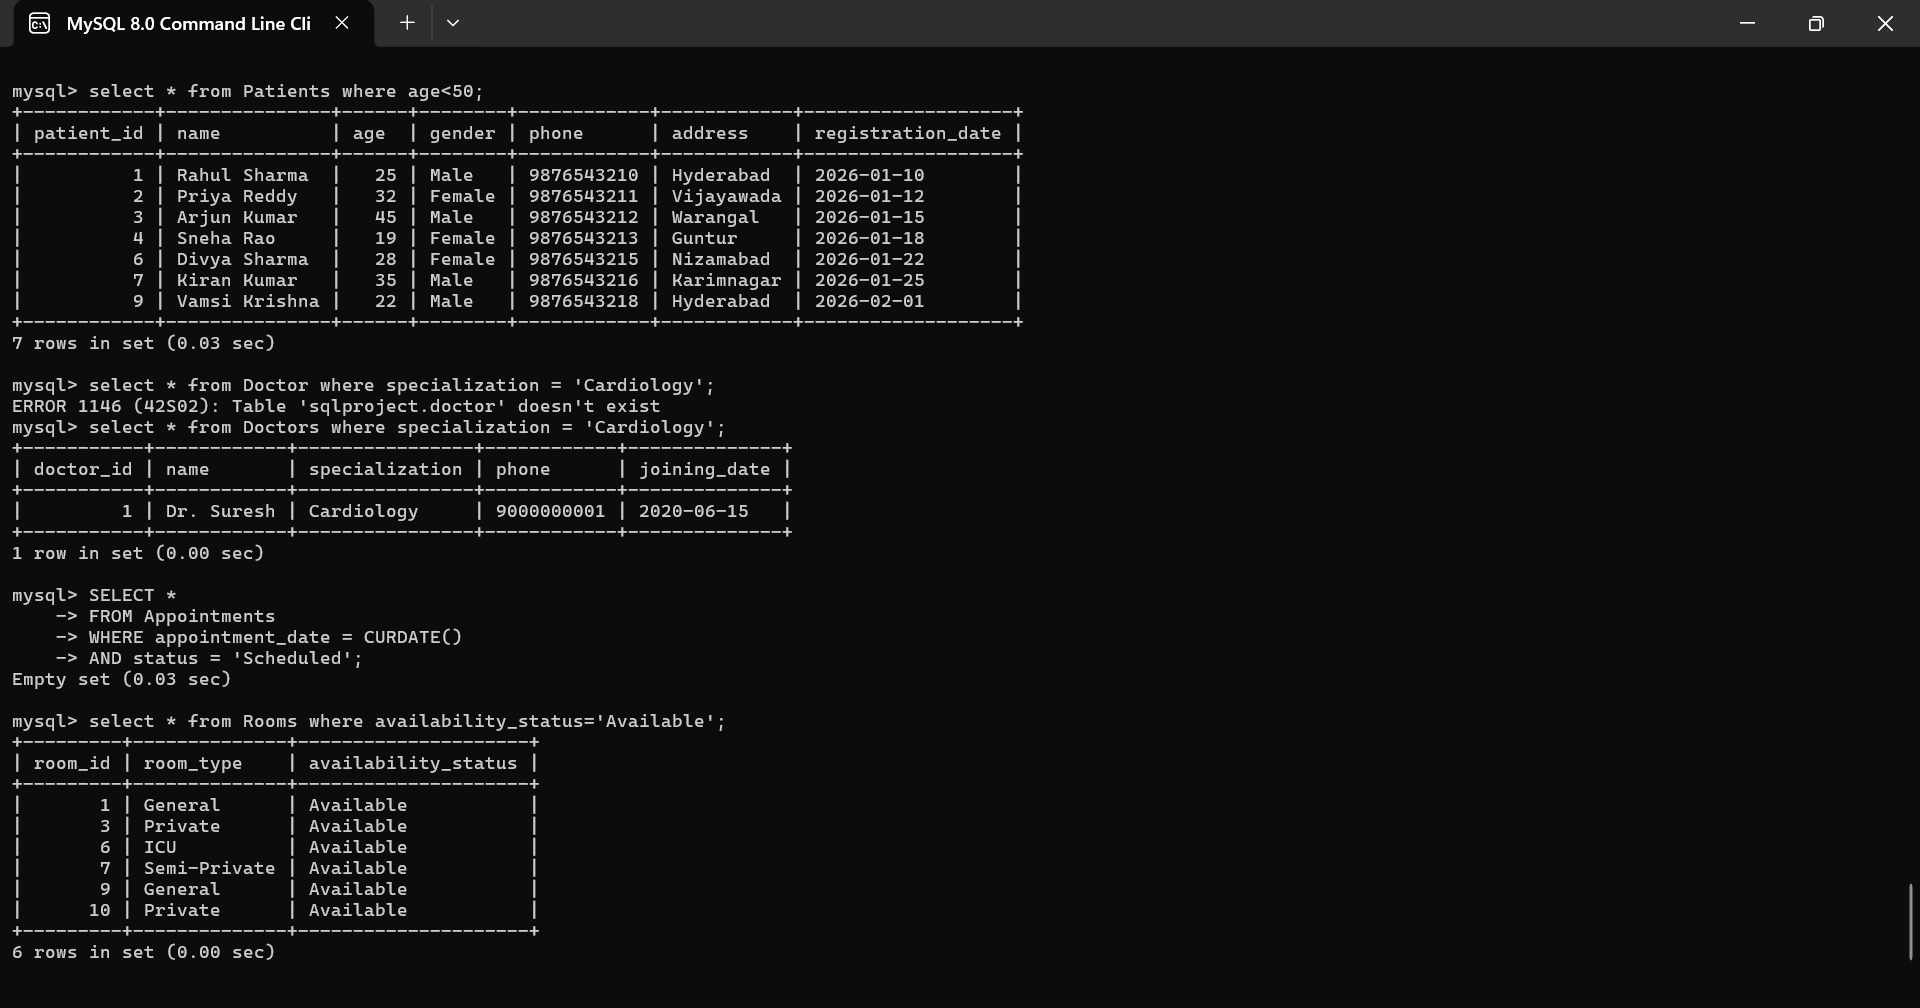 MySQL 8.0 Command Line Cli
mysql> select * from Patients where age<50;
+------------+---------------+------+--------+------------+------------+-------------------+
| patient_id | name          | age  | gender | phone      | address    | registration_date |
+------------+---------------+------+--------+------------+------------+-------------------+
|          1 | Rahul Sharma  |   25 | Male   | 9876543210 | Hyderabad  | 2026-01-10        |
|          2 | Priya Reddy   |   32 | Female | 9876543211 | Vijayawada | 2026-01-12        |
|          3 | Arjun Kumar   |   45 | Male   | 9876543212 | Warangal   | 2026-01-15        |
|          4 | Sneha Rao     |   19 | Female | 9876543213 | Guntur     | 2026-01-18        |
|          6 | Divya Sharma  |   28 | Female | 9876543215 | Nizamabad  | 2026-01-22        |
|          7 | Kiran Kumar   |   35 | Male   | 9876543216 | Karimnagar | 2026-01-25        |
|          9 | Vamsi Krishna |   22 | Male   | 9876543218 | Hyderabad  | 2026-02-01        |
+------------+---------------+------+--------+------------+------------+-------------------+
7 rows in set (0.03 sec)
mysql> select * from Doctor where specialization = 'Cardiology';
ERROR 1146 (42S02): Table 'sqlproject.doctor' doesn't exist
mysql> select * from Doctors where specialization = 'Cardiology';
+-----------+------------+----------------+------------+--------------+
| doctor_id | name       | specialization | phone      | joining_date |
+-----------+------------+----------------+------------+--------------+
|         1 | Dr. Suresh | Cardiology     | 9000000001 | 2020-06-15   |
+-----------+------------+----------------+------------+--------------+
1 row in set (0.00 sec)
mysql> SELECT *
    -> FROM Appointments
    -> WHERE appointment_date = CURDATE()
    -> AND status = 'Scheduled';
Empty set (0.03 sec)
mysql> select * from Rooms where availability_status='Available';
+---------+--------------+---------------------+
| room_id | room_type    | availability_status |
+---------+--------------+---------------------+
|       1 | General      | Available           |
|       3 | Private      | Available           |
|       6 | ICU          | Available           |
|       7 | Semi-Private | Available           |
|       9 | General      | Available           |
|      10 | Private      | Available           |
+---------+--------------+---------------------+
6 rows in set (0.00 sec)